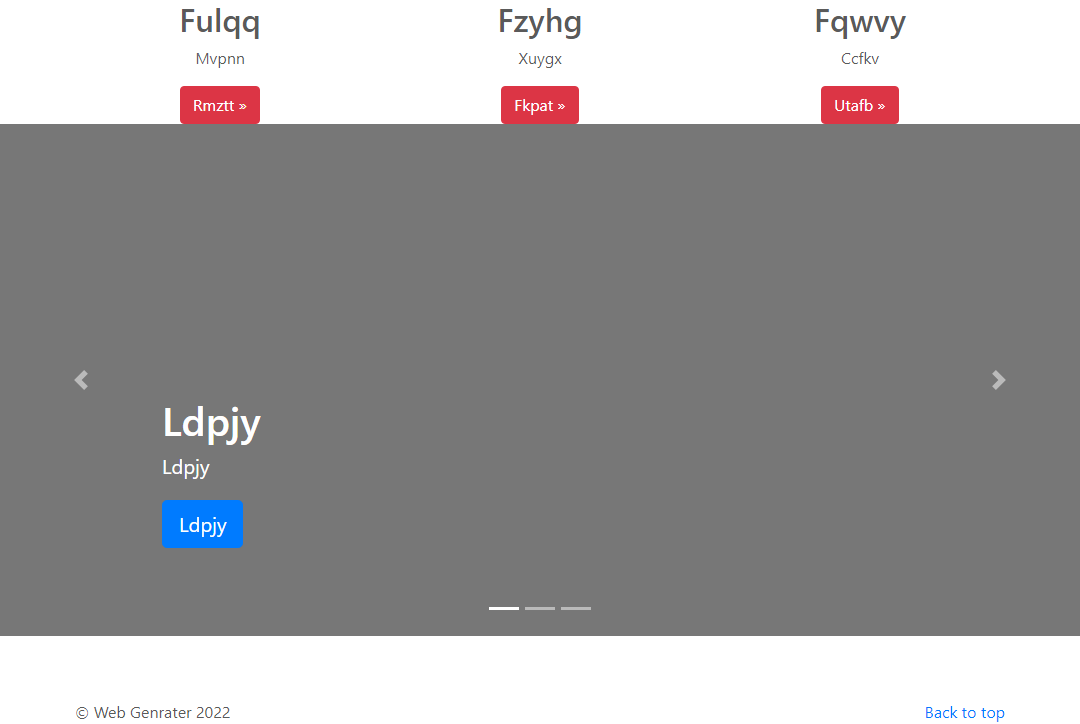 Fulqq Fzyhg Fqwvy
Mvpnn Xuygx Ccfkv
Rmztt » Fkpat » Utafb »
Ldpjy
Ldpjy
Ldpjy
© Web Genrater 2022 Back to top